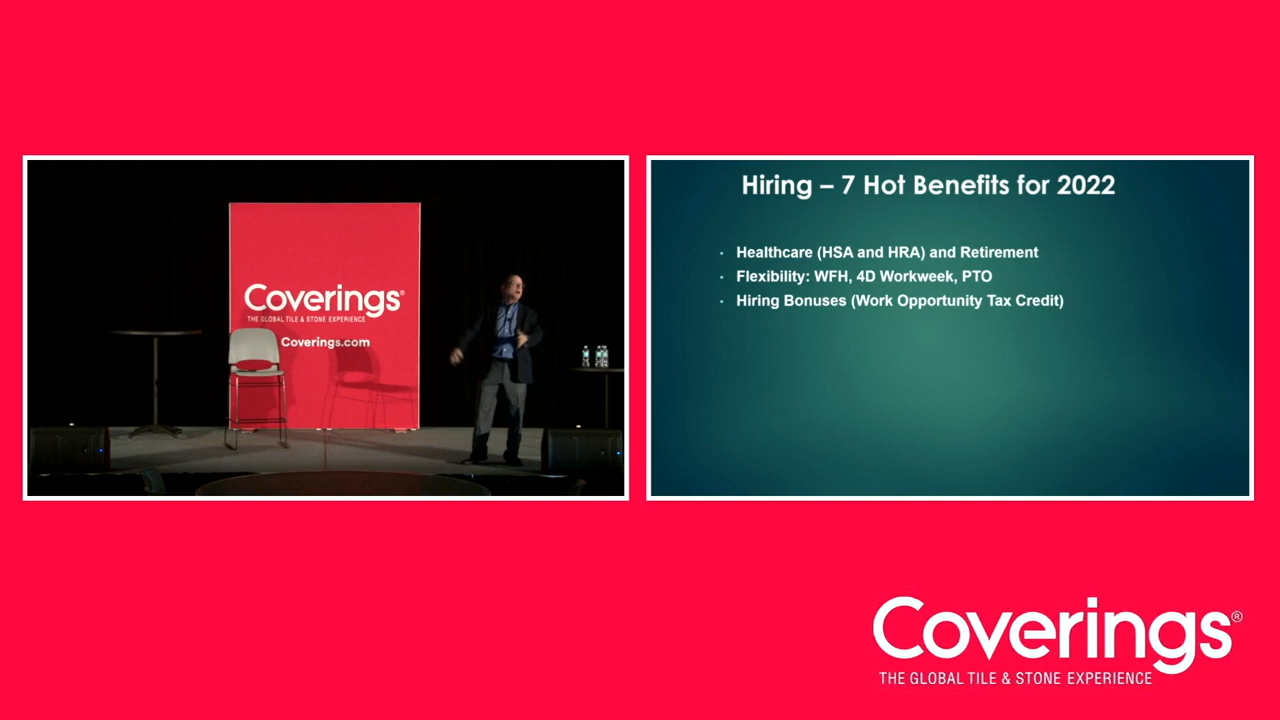 Coverings®
THE GLOBAL TILE & STONE EXPERIENCE
Coverings.com
Hiring – 7 Hot Benefits for 2022
• Healthcare (HSA and HRA) and Retirement
• Flexibility: WFH, 4D Workweek, PTO
• Hiring Bonuses (Work Opportunity Tax Credit)
Coverings®
THE GLOBAL TILE & STONE EXPERIENCE